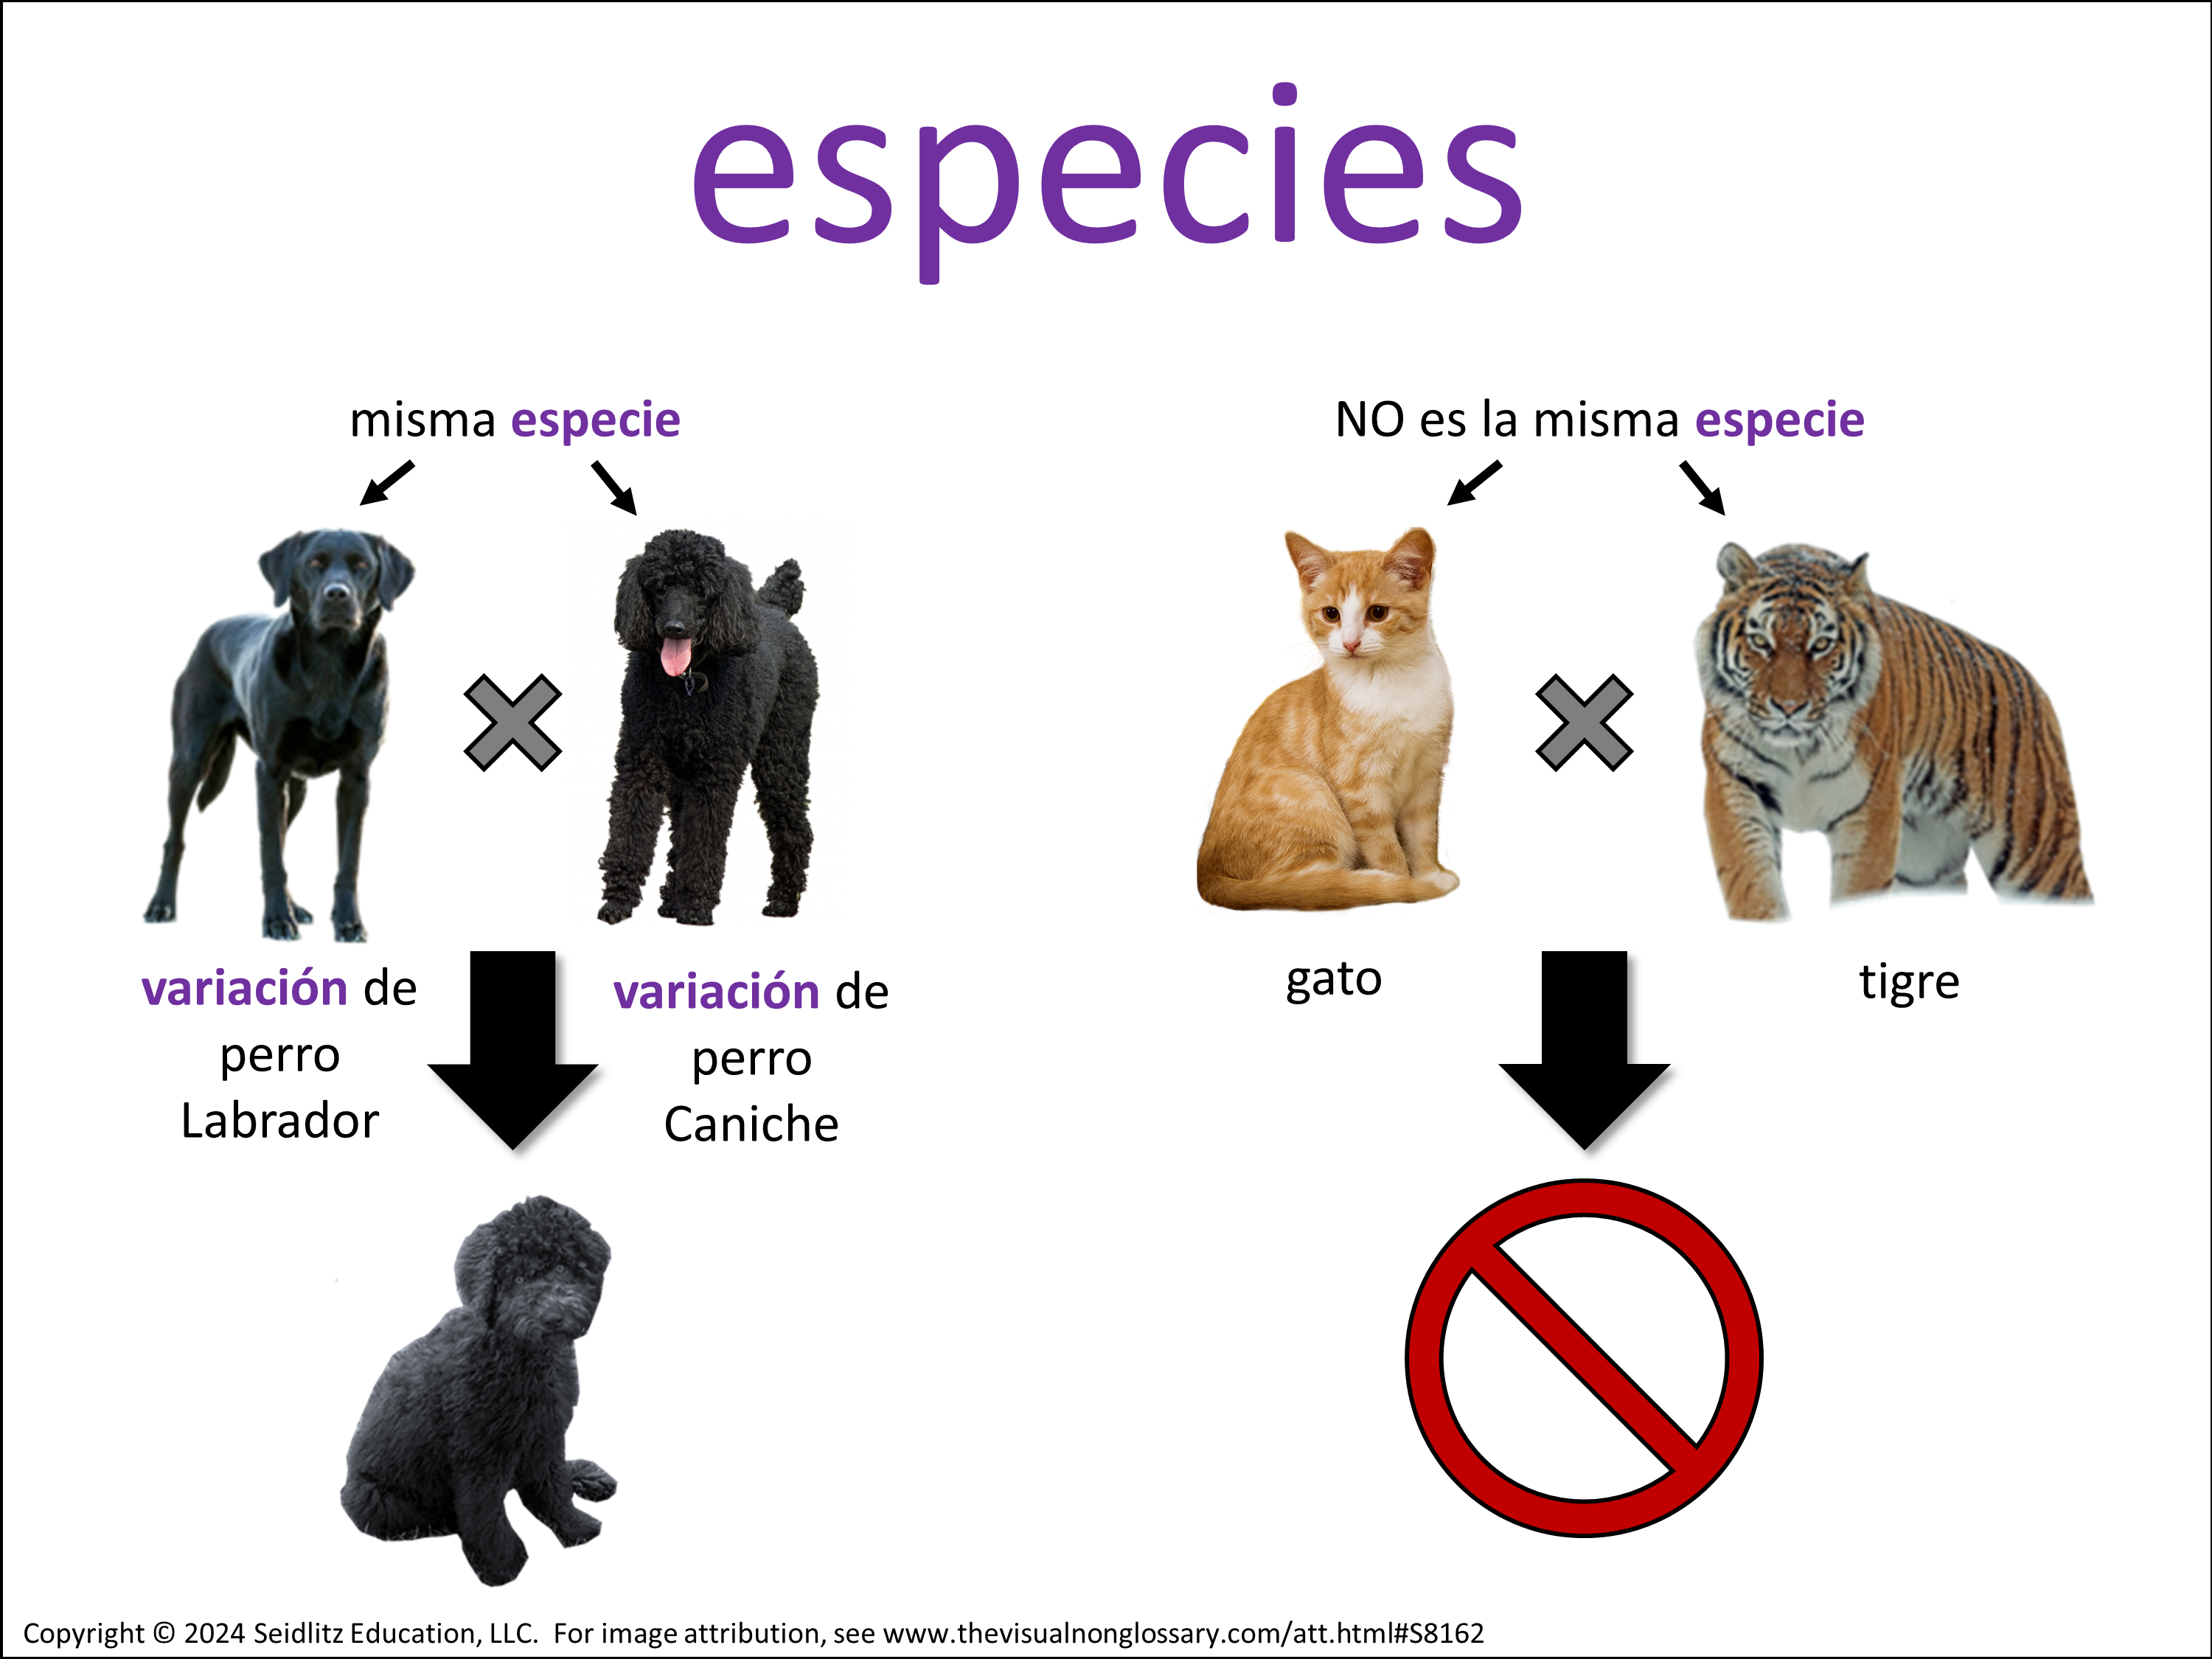 especies
misma especie
NO es la misma especie
variación de
perro
Labrador
variación de
perro
Caniche
gato
tigre
Copyright © 2024 Seidlitz Education, LLC.  For image attribution, see www.thevisualnonglossary.com/att.html#S8162